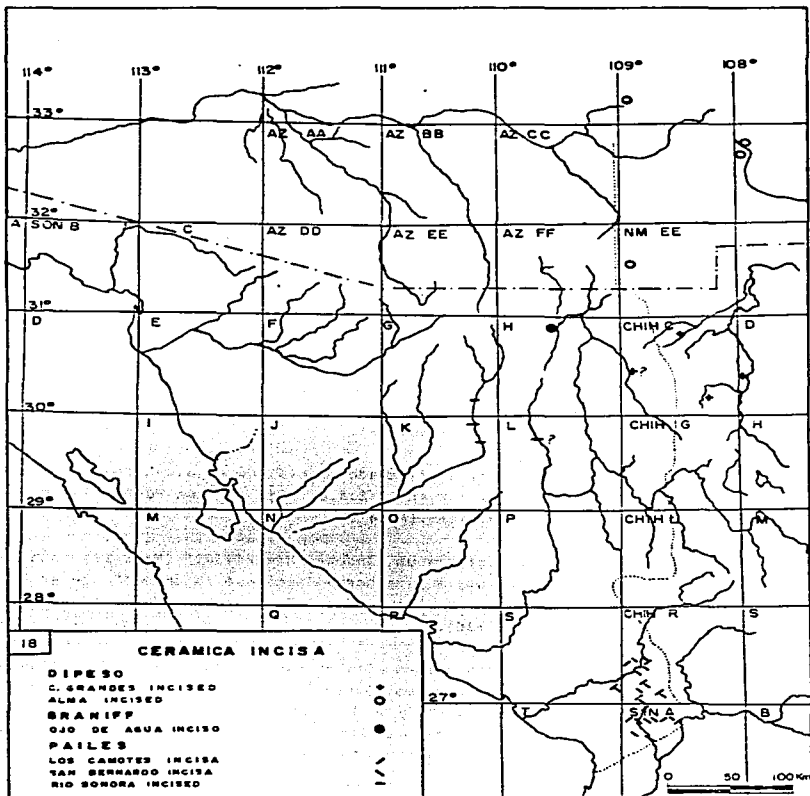 114° 113° 112° 111° 110° 109° 108°
33°
AZ AA AZ BB AZ CC
32°
A SON B C AZ DD AZ EE AZ FF NM EE
31°
D E F G H CHIH C D
?
30°
I J K L CHIH G H
?
29°
M N O P CHIH L M
28°
Q R S CHIH R S
18
CERAMICA INCISA
DIPESO
C. GRANDES INCISED
ALMA INCISED
27°
T SIN A B
BRANIFF
OJO DE AGUA INCISO
PAILES
LOS CAMOTES INCISA
SAN BERNARDO INCISA
RIO SONORA INCISED
0 50 100 Km